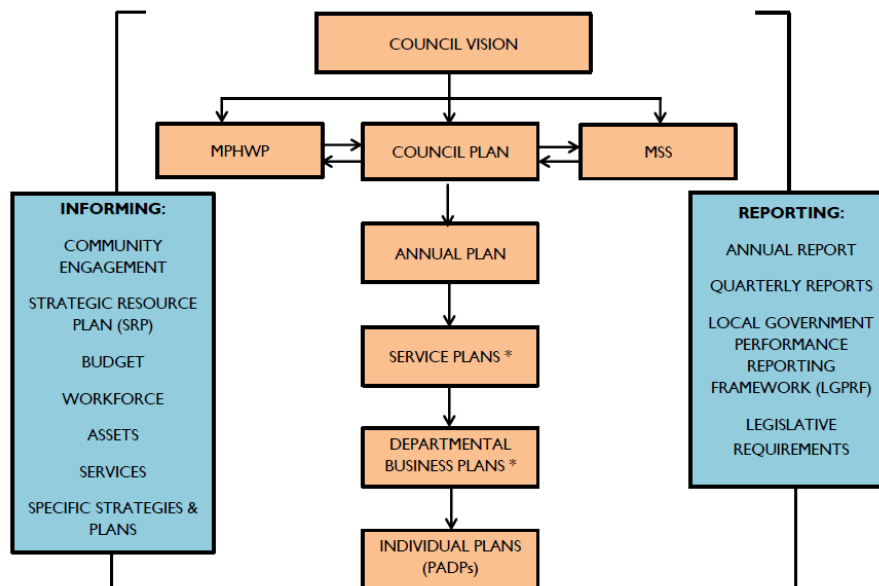 COUNCIL VISION
MPHWP
COUNCIL PLAN
MSS
INFORMING:
COMMUNITY
ENGAGEMENT
STRATEGIC RESOURCE
PLAN (SRP)
BUDGET
WORKFORCE
ASSETS
SERVICES
SPECIFIC STRATEGIES &
PLANS
ANNUAL PLAN
SERVICE PLANS *
DEPARTMENTAL
BUSINESS PLANS *
INDIVIDUAL PLANS
(PADPs)
REPORTING:
ANNUAL REPORT
QUARTERLY REPORTS
LOCAL GOVERNMENT
PERFORMANCE
REPORTING
FRAMEWORK (LGPRF)
LEGISLATIVE
REQUIREMENTS